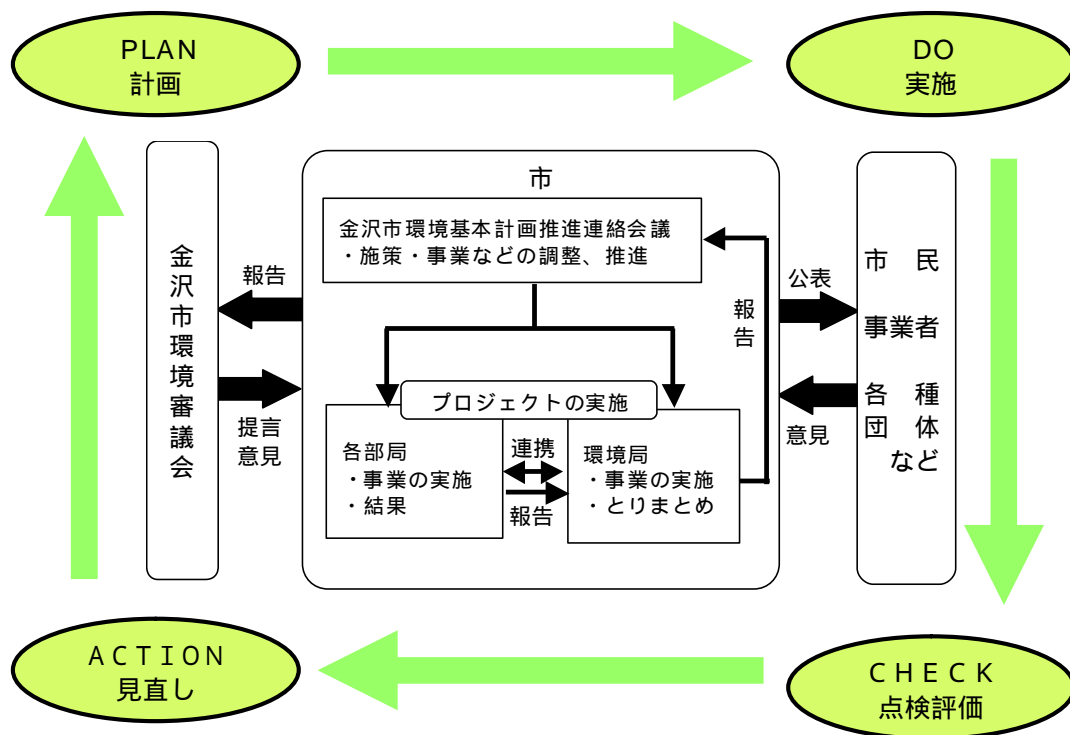 PLAN
計画
DO
実施
市
金沢市環境基本計画推進連絡会議
・施策・事業などの調整、推進
金沢市環境審議会
報告
提言
意見
報告
公表
意見
市　民
事業者
各　種
団　体
など
プロジェクトの実施
各部局
・事業の実施
・結果
連携
報告
環境局
・事業の実施
・とりまとめ
ＡＣＴＩＯＮ
見直し
ＣＨＥＣＫ
点検評価